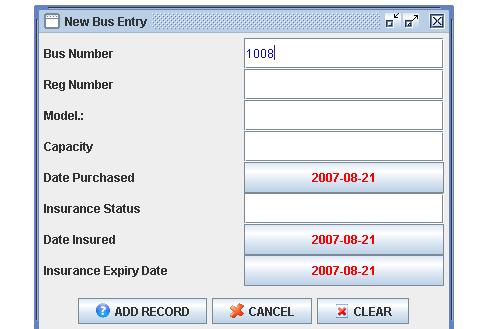 New Bus Entry
Bus Number 1008
Reg Number
Model.:
Capacity
Date Purchased 2007-08-21
Insurance Status
Date Insured 2007-08-21
Insurance Expiry Date 2007-08-21
ADD RECORD CANCEL CLEAR